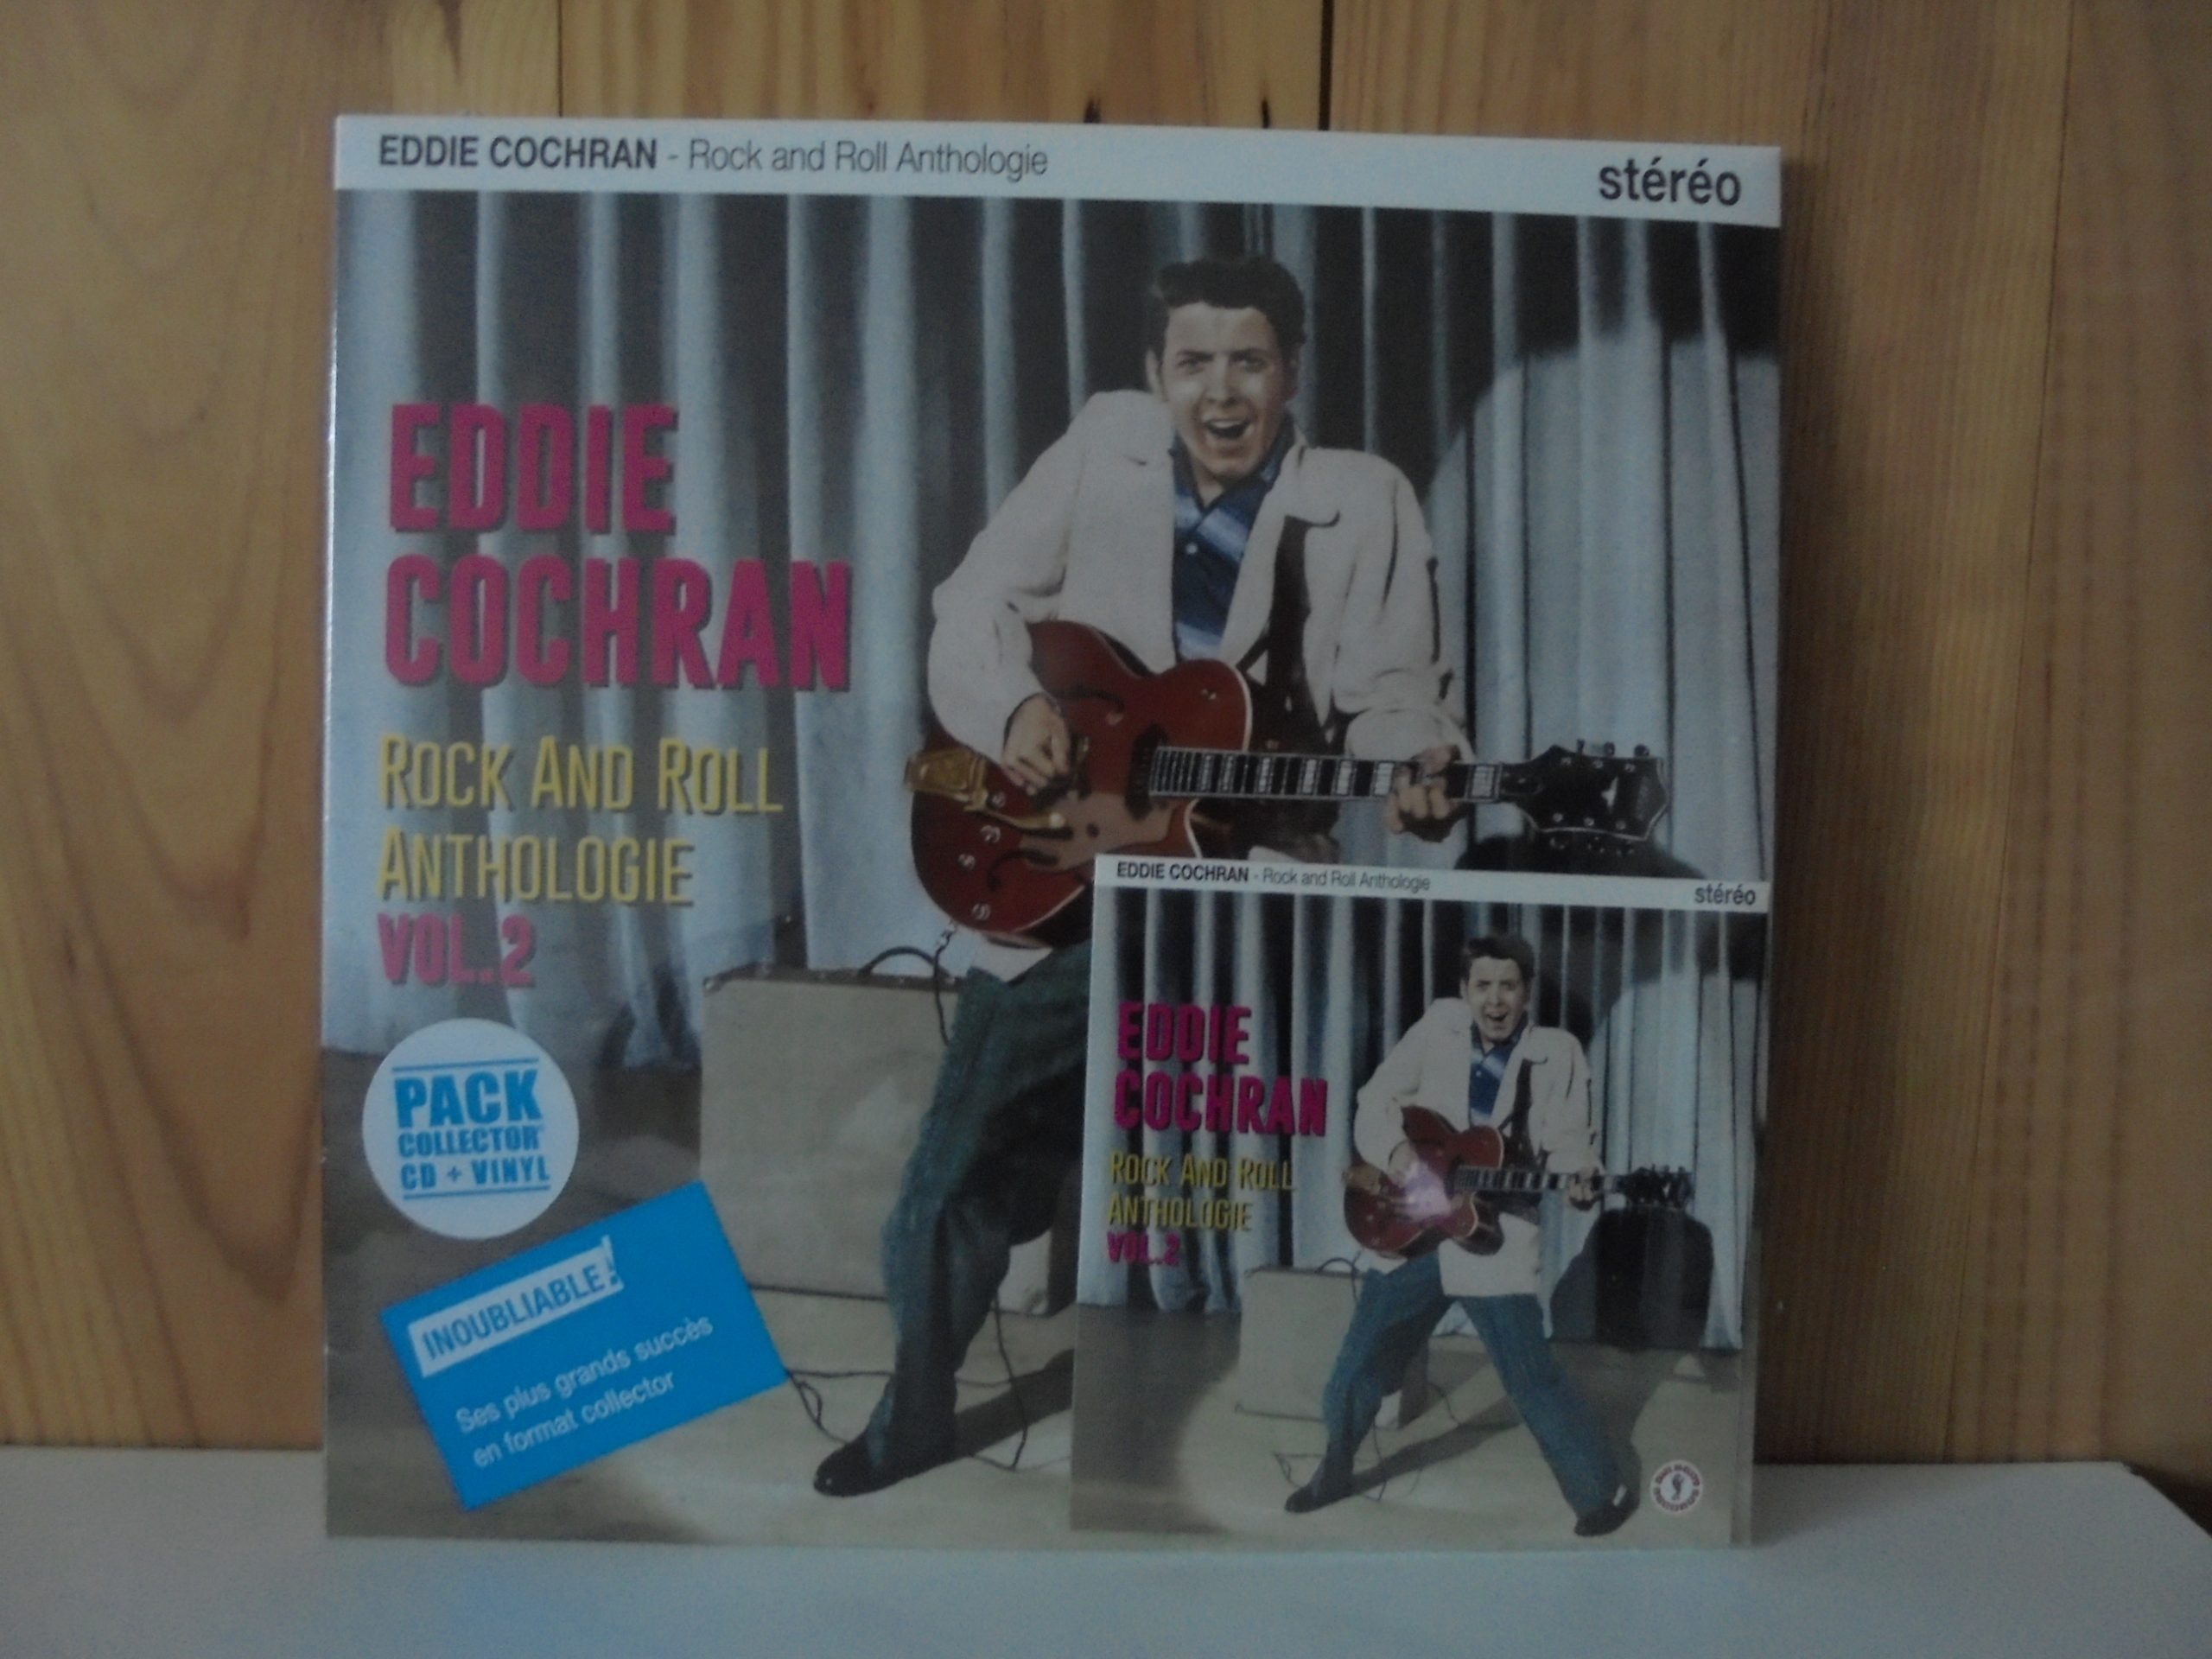 EDDIE COCHRAN - Rock and Roll Anthologie
stéréo
EDDIE
COCHRAN
ROCK AND ROLL
ANTHOLOGIE
VOL.2
PACK
COLLECTOR
CD + VINYL
INOUBLIABLE !
Ses plus grands succès
en format collector
EDDIE COCHRAN - Rock and Roll Anthologie
stéréo
EDDIE
COCHRAN
ROCK AND ROLL
ANTHOLOGIE
VOL.2